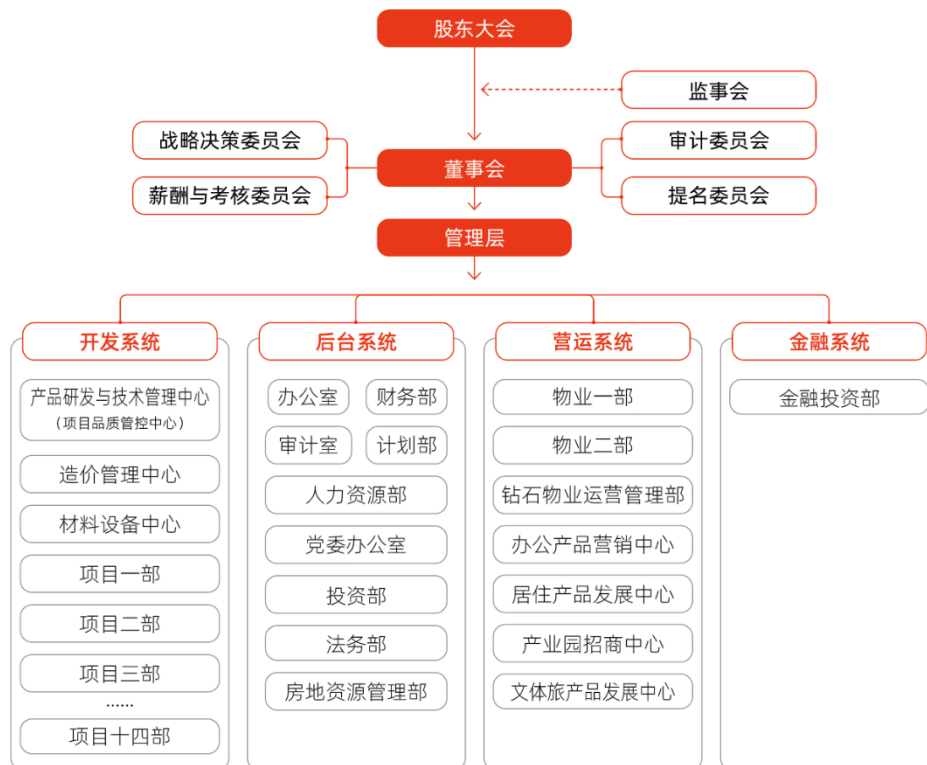 股东大会
监事会
战略决策委员会
审计委员会
董事会
薪酬与考核委员会
提名委员会
管理层
开发系统
产品研发与技术管理中心
（项目品质管控中心）
造价管理中心
材料设备中心
项目一部
项目二部
项目三部
......
项目十四部
后台系统
办公室
财务部
审计室
计划部
人力资源部
党委办公室
投资部
法务部
房地资源管理部
营运系统
物业一部
物业二部
钻石物业运营管理部
办公产品营销中心
居住产品发展中心
产业园招商中心
文体旅产品发展中心
金融系统
金融投资部